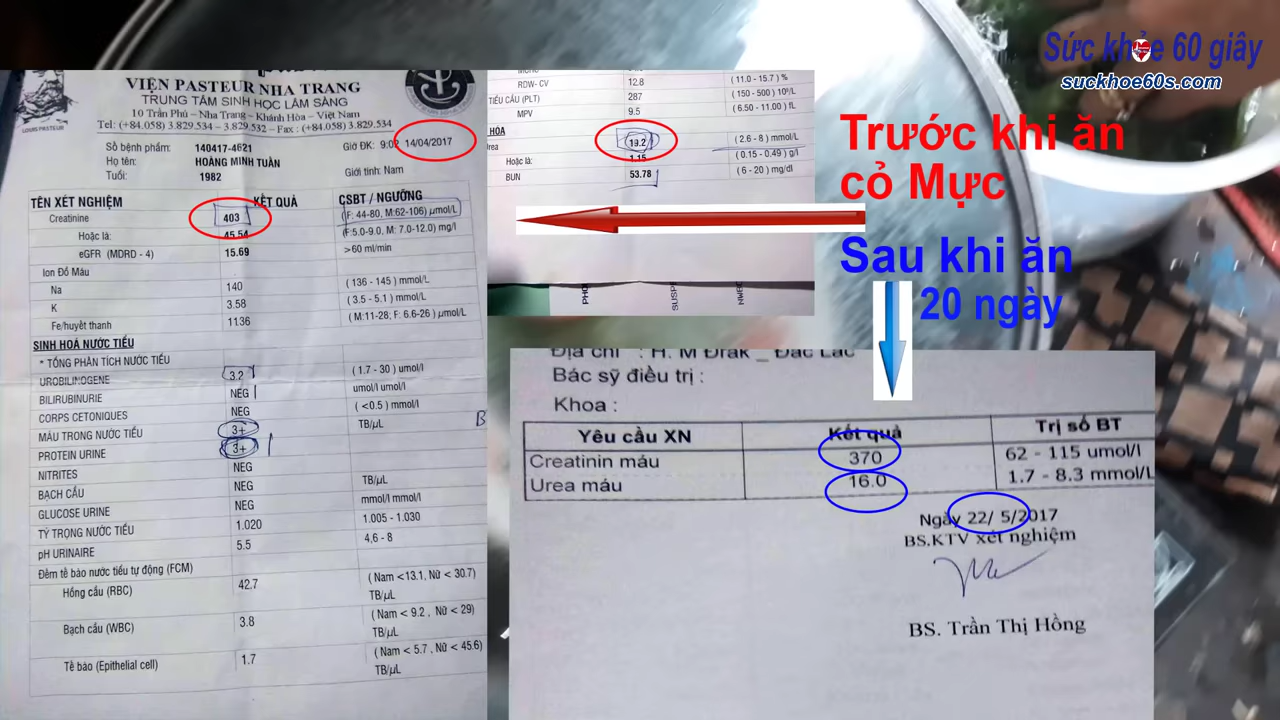 Sức khỏe 60 giây
suckhoe60s.com
Trước khi ăn
cỏ Mực
Sau khi ăn
20 ngày
VIỆN PASTEUR NHA TRANG
TRUNG TÂM SINH HỌC LÂM SÀNG
10 Trần Phú – Nha Trang - Khánh Hòa – Việt Nam
Tel: (+84.058) 3.829.534 – 3.829.532 – Fax : (+84.058) 3.829.534
LOUIS PASTEUR
Số bệnh phẩm: 140417-4621 Giờ ĐK: 9:02 14/04/2017
Họ tên: HOÀNG MINH TUÂN Giới tính: Nam
Tuổi: 1982
TÊN XÉT NGHIỆM KẾT QUẢ CSBT / NGƯỠNG
Creatinine 403 (F: 44-80, M:62-106) µmol/L
Hoặc là: 45.54 (F:5.0-9.0, M: 7.0-12.0) mg/l
eGFR (MDRD - 4) 15.69 >60 ml/min
Ion Đồ Máu
Na 140 ( 136 - 145 ) mmol/L
K 3.58 ( 3.5 - 5.1 ) mmol/L
Fe/huyết thanh 1136 ( M:11-28; F: 6.6-26 ) µmol/L
SINH HOÁ NƯỚC TIỂU
* TỔNG PHÂN TÍCH NƯỚC TIỂU
UROBILINOGENE 3.2 ( 1.7 - 30 ) umol/l
BILIRUBINURIE NEG umol/l umol/l
CORPS CETONIQUES NEG ( <0.5 ) mmol/l
MÁU TRONG NƯỚC TIỂU 3+ TB/µL
PROTEIN URINE 3+
NITRITES NEG
BẠCH CẦU NEG TB/µL
GLUCOSE URINE NEG mmol/l mmol/l
TỶ TRỌNG NƯỚC TIỂU 1.020 1.005 - 1.030
pH URINAIRE 5.5 4,6 - 8
Đếm tế bào nước tiểu tự động (FCM)
Hồng cầu (RBC) 42.7 ( Nam <13.1, Nữ < 30.7)
TB/µL
Bạch cầu (WBC) 3.8 ( Nam < 9.2 , Nữ < 29)
TB/µL
Tế bào (Epithelial cell) 1.7 ( Nam < 5.7 , Nữ < 45.6)
TB/µL
RDW- CV 12.8 ( 11.0 - 15.7 ) %
TIỂU CẦU (PLT) 287 ( 150 - 500 ) 10⁹/L
MPV 9.5 ( 6.50 - 11.00 ) fL
HÓA
Urea 19.2 ( 2.6 - 8 ) mmol/L
Hoặc là: 1.15 ( 0.15 - 0.49 ) g/l
BUN 53.78 ( 6 - 20 ) mg/dl
Địa chỉ : H. M Đrăk _ Đăc Lăc
Bác sỹ điều trị :
Khoa :
Yêu cầu XN Kết quả Trị số BT
Creatinin máu 370 62 - 115 umol/l
Urea máu 16.0 1.7 - 8.3 mmol/L
Ngày 22/ 5/2017
BS.KTV xét nghiệm
BS. Trần Thị Hồng